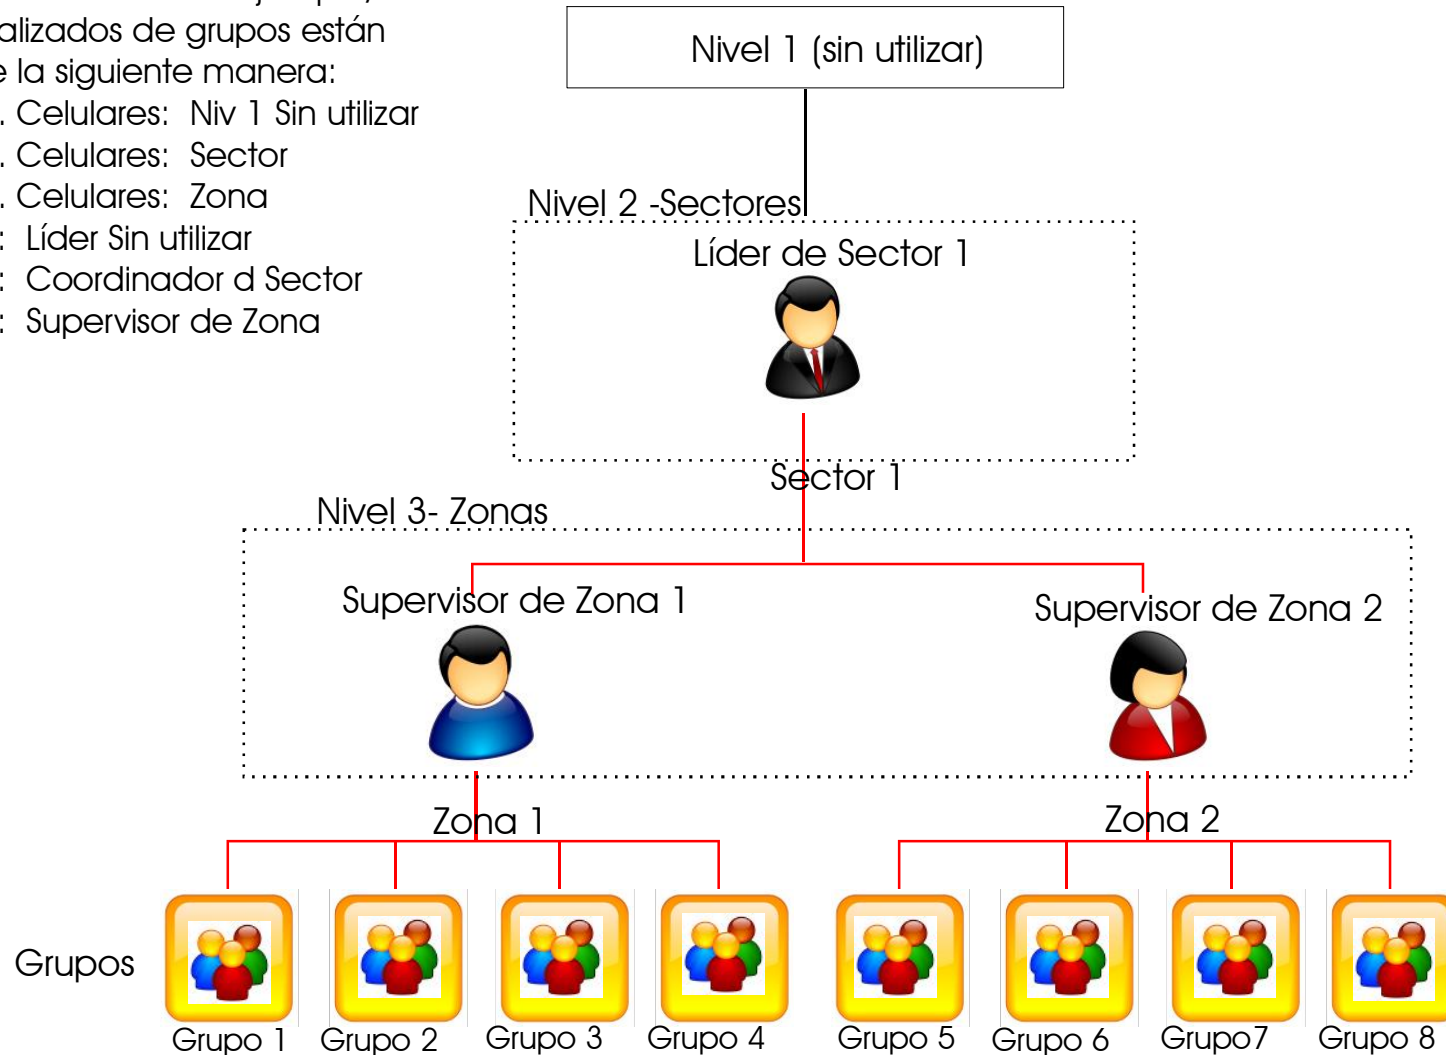 alizados de grupos están
e la siguiente manera:
. Celulares: Niv 1 Sin utilizar
. Celulares: Sector
. Celulares: Zona
: Líder Sin utilizar
: Coordinador d Sector
: Supervisor de Zona
Nivel 1 (sin utilizar)
Nivel 2 -Sectores
Líder de Sector 1
Sector 1
Nivel 3- Zonas
Supervisor de Zona 1
Supervisor de Zona 2
Zona 1
Zona 2
Grupos
Grupo 1
Grupo 2
Grupo 3
Grupo 4
Grupo 5
Grupo 6
Grupo7
Grupo 8